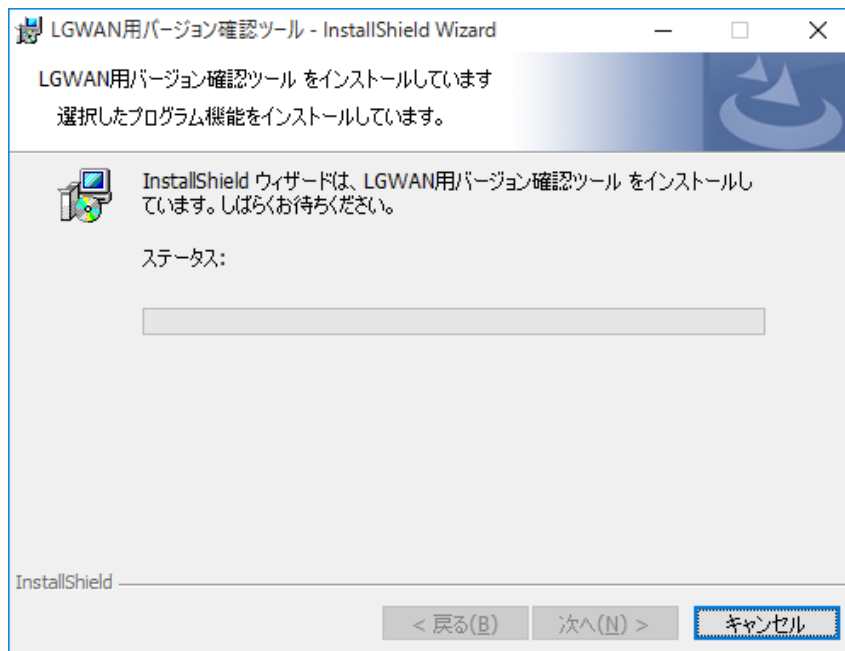 LGWAN用バージョン確認ツール - InstallShield Wizard
LGWAN用バージョン確認ツール をインストールしています
選択したプログラム機能をインストールしています。
InstallShield ウィザードは、LGWAN用バージョン確認ツール をインストールし
ています。しばらくお待ちください。
ステータス:
InstallShield
< 戻る(B)
次へ(N) >
キャンセル